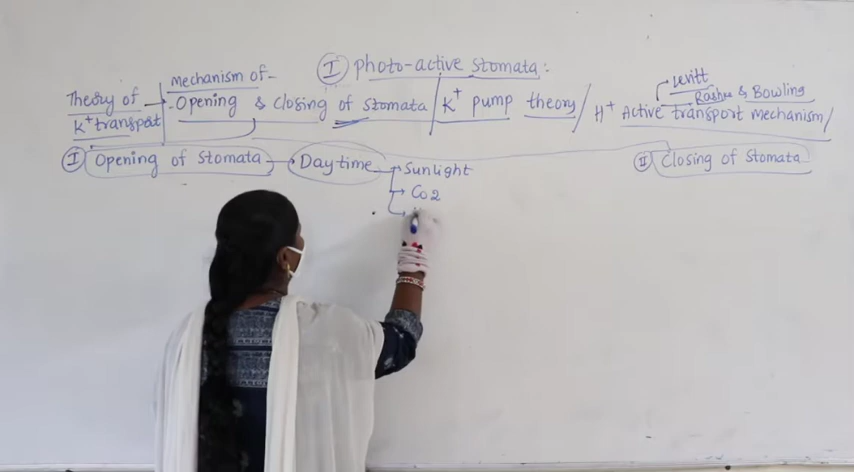 I photo-active stomata:
mechanism of-
Levitt
Theory of
K+ transport
Opening & closing of stomata / K+ pump theory /
& Bowling
H+ Active transport mechanism/
I Opening of stomata Day time Sunlight
II Closing of stomata
Co2